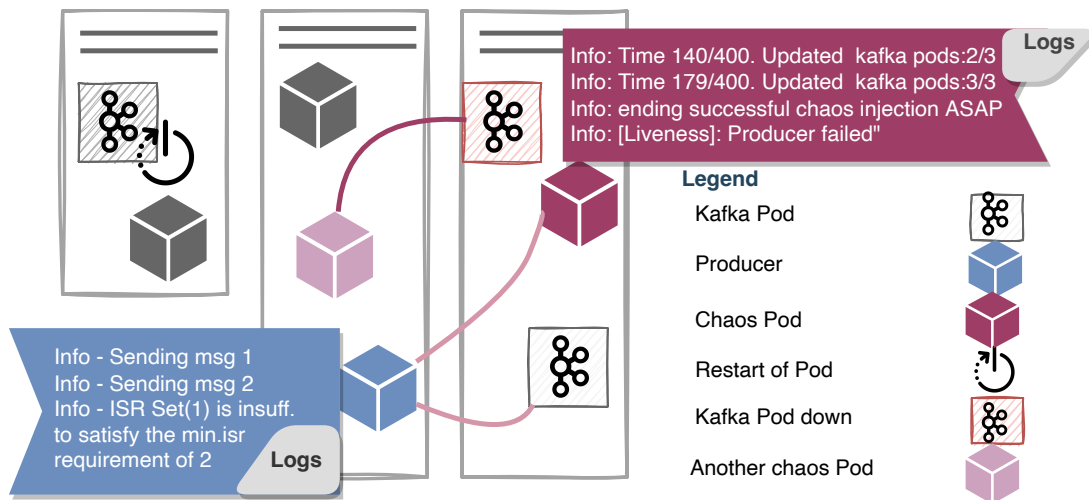 Info: Time 140/400. Updated  kafka pods:2/3
Info: Time 179/400. Updated  kafka pods:3/3
Info: ending successful chaos injection ASAP
Info: [Liveness]: Producer failed"
Logs
Legend
Kafka Pod
Producer
Chaos Pod
Restart of Pod
Kafka Pod down
Another chaos Pod
Info - Sending msg 1
Info - Sending msg 2
Info - ISR Set(1) is insuff.
to satisfy the min.isr
requirement of 2
Logs